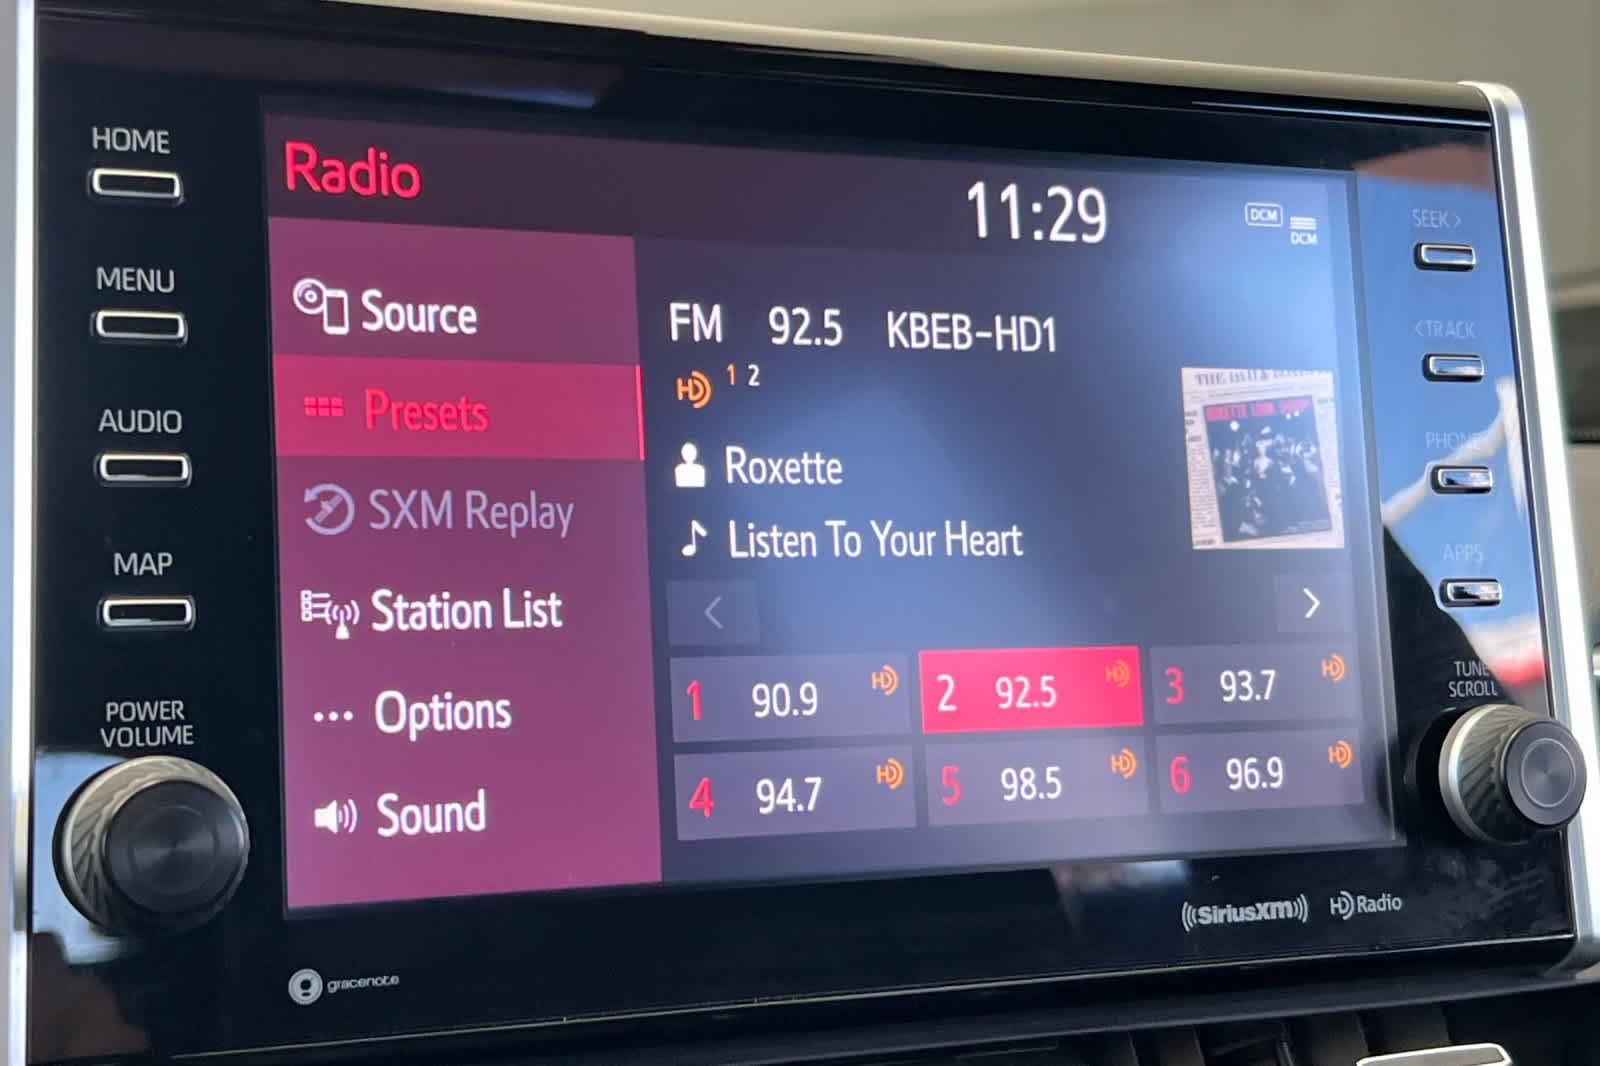 HOME
MENU
AUDIO
MAP
POWER
VOLUME
Radio
11:29
DCM
DCM
Source
Presets
SXM Replay
Station List
Options
Sound
FM 92.5 KBEB-HD1
HD 1 2
Roxette
Listen To Your Heart
ROXETTE LOOK SHARP!
1 90.9 HD
2 92.5 HD
3 93.7 HD
4 94.7 HD
5 98.5 HD
6 96.9 HD
SEEK >
< TRACK
PHONE
APPS
TUNE
SCROLL
gracenote
((SiriusXM))
HD Radio